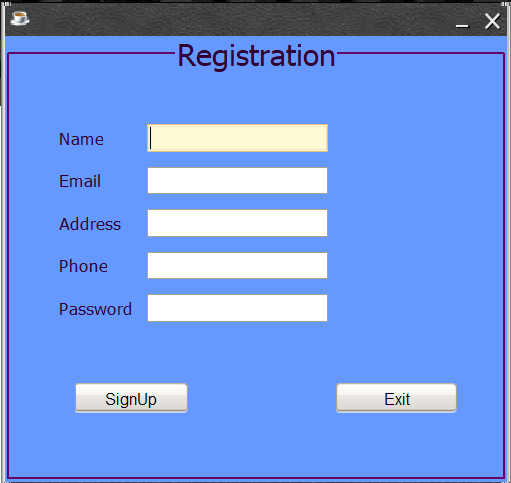 Registration
Name
Email
Address
Phone
Password
SignUp Exit